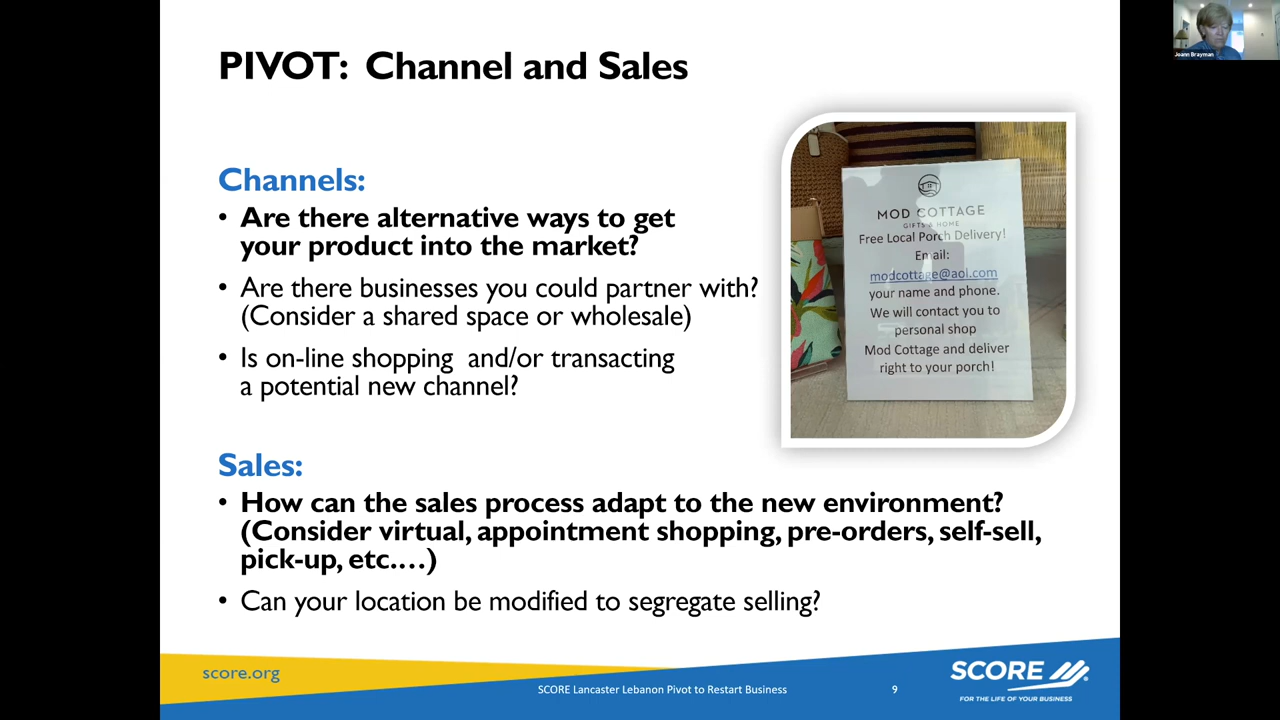 PIVOT: Channel and Sales
Joann Brayman
Channels:
• Are there alternative ways to get
your product into the market?
• Are there businesses you could partner with?
(Consider a shared space or wholesale)
• Is on-line shopping and/or transacting
a potential new channel?
MOD COTTAGE
GIFTS & HOME
Free Local Porch Delivery!
Email:
modcottage@aol.com
your name and phone.
We will contact you to
personal shop
Mod Cottage and deliver
right to your porch!
Sales:
• How can the sales process adapt to the new environment?
(Consider virtual, appointment shopping, pre-orders, self-sell,
pick-up, etc.…)
• Can your location be modified to segregate selling?
score.org
SCORE Lancaster Lebanon Pivot to Restart Business
9
SCORE
FOR THE LIFE OF YOUR BUSINESS